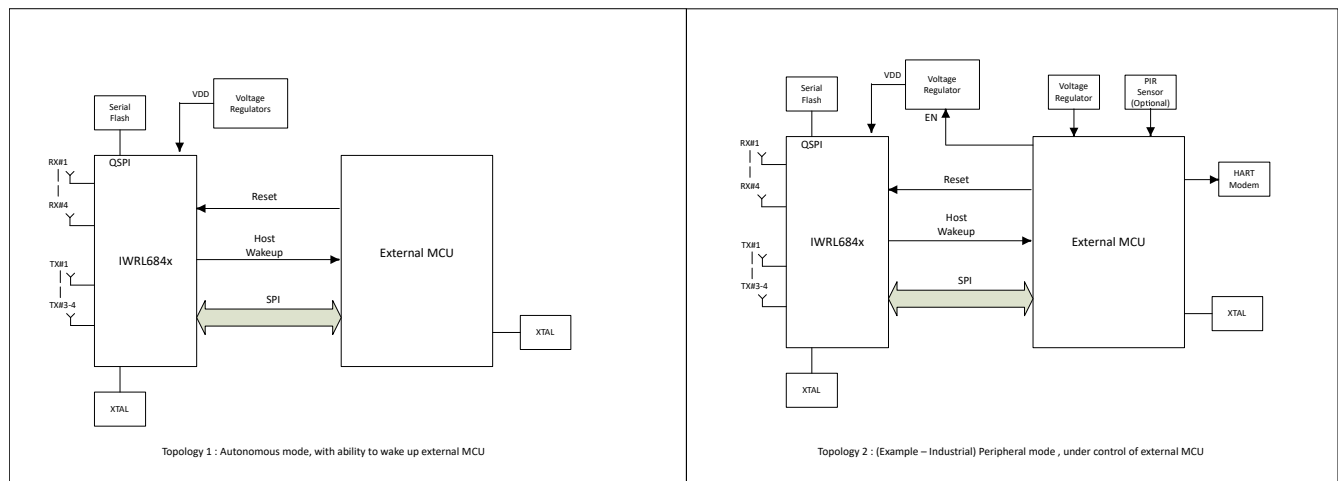 VDD
Voltage
Regulators
Serial
Flash
QSPI
RX#1
RX#4
TX#1
TX#3-4
IWRL684x
Reset
Host
Wakeup
SPI
External MCU
XTAL
XTAL
Topology 1 : Autonomous mode, with ability to wake up external MCU
VDD
Voltage
Regulator
EN
Serial
Flash
QSPI
Voltage
Regulator
PIR
Sensor
(Optional)
RX#1
RX#4
TX#1
TX#3-4
IWRL684x
Reset
Host
Wakeup
SPI
External MCU
HART
Modem
XTAL
XTAL
Topology 2 : (Example – Industrial) Peripheral mode , under control of external MCU